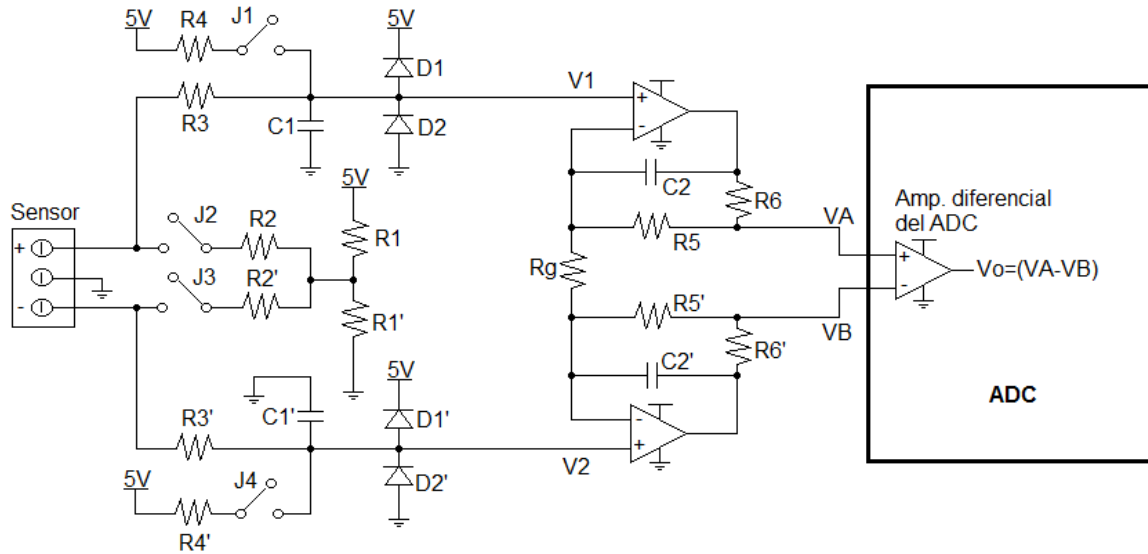 5V
R4
J1
5V
D1
R3
C1
D2
V1
+
-
C2
R6
Amp. diferencial
del ADC
VA
R5
+
-
Vo=(VA-VB)
Sensor
+
-
J2
R2
5V
R1
J3
R2'
R1'
Rg
R5'
VB
R6'
C2'
ADC
5V
C1'
D1'
R3'
-
+
V2
5V
J4
D2'
R4'